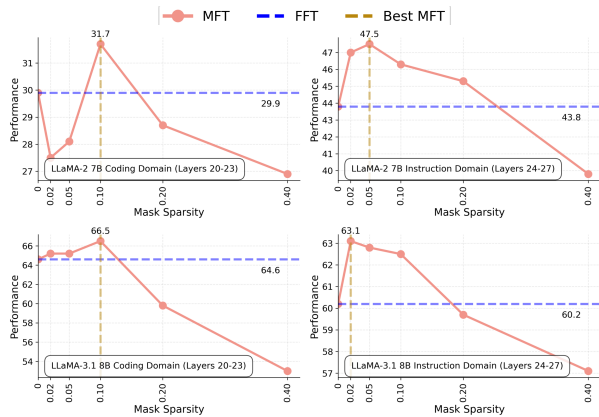 MFT FFT Best MFT
31.7
Performance
31
30
29
28
27
29.9
LLaMA-2 7B Coding Domain (Layers 20-23)
0 0.02 0.05 0.10 0.20 0.40
Mask Sparsity
47.5
Performance
47
46
45
44
43
42
41
40
43.8
LLaMA-2 7B Instruction Domain (Layers 24-27)
0 0.02 0.05 0.10 0.20 0.40
Mask Sparsity
66.5
Performance
66
64
62
60
58
56
54
64.6
LLaMA-3.1 8B Coding Domain (Layers 20-23)
0 0.02 0.05 0.10 0.20 0.40
Mask Sparsity
63.1
Performance
63
62
61
60
59
58
57
60.2
LLaMA-3.1 8B Instruction Domain (Layers 24-27)
0 0.02 0.05 0.10 0.20 0.40
Mask Sparsity